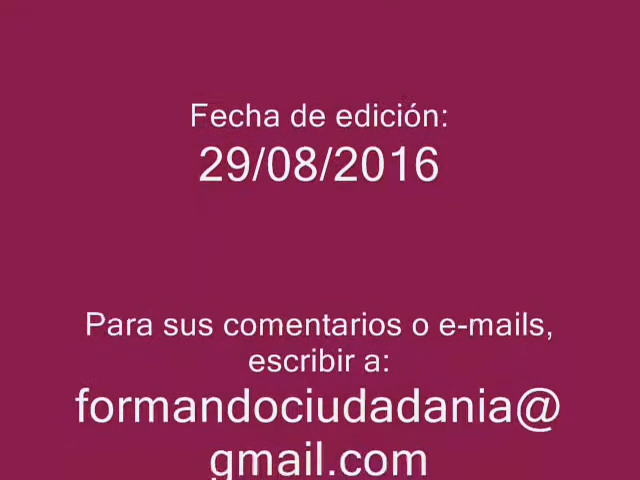 Fecha de edición:
29/08/2016
Para sus comentarios o e-mails,
escribir a:
formandociudadania@
gmail.com